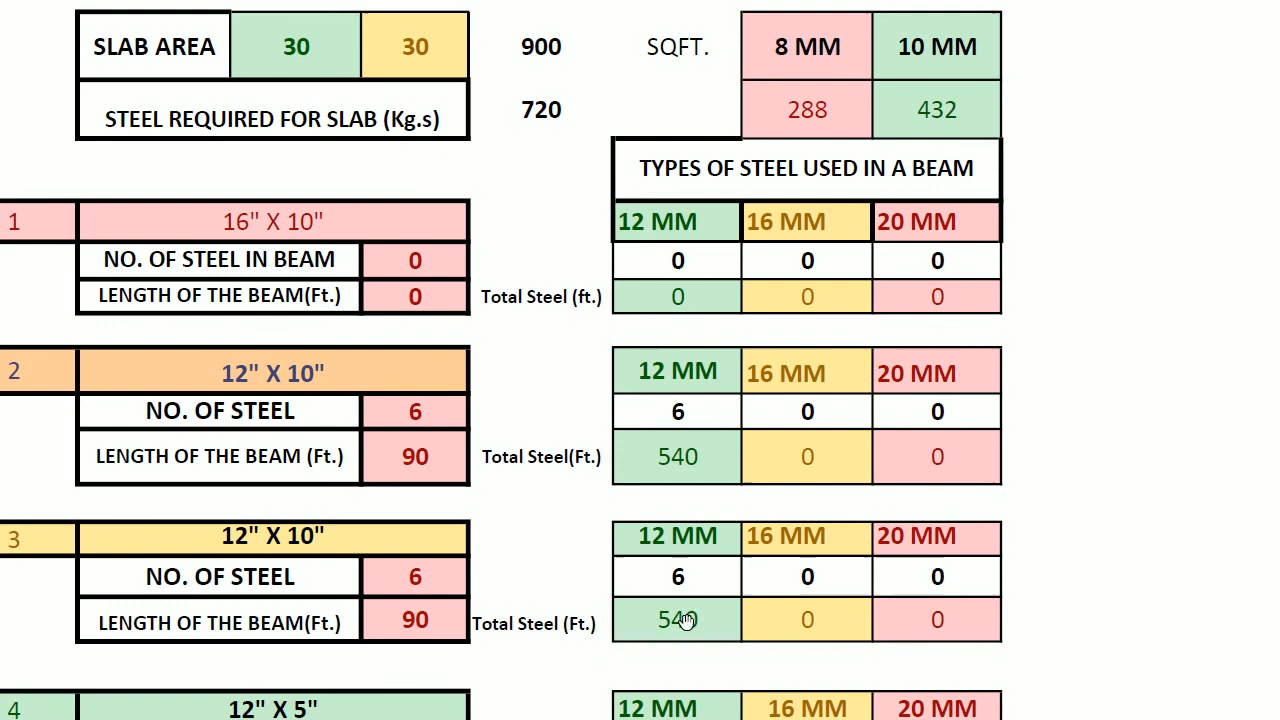 SLAB AREA 30 30 900 SQFT. 8 MM 10 MM
STEEL REQUIRED FOR SLAB (Kg.s) 720 288 432
TYPES OF STEEL USED IN A BEAM
1 16" X 10" 12 MM 16 MM 20 MM
NO. OF STEEL IN BEAM 0 0 0 0
LENGTH OF THE BEAM(Ft.) 0 Total Steel (ft.) 0 0 0
2 12" X 10" 12 MM 16 MM 20 MM
NO. OF STEEL 6 6 0 0
LENGTH OF THE BEAM (Ft.) 90 Total Steel(Ft.) 540 0 0
3 12" X 10" 12 MM 16 MM 20 MM
NO. OF STEEL 6 6 0 0
LENGTH OF THE BEAM(Ft.) 90 Total Steel (Ft.) 540 0 0
4 12" X 5" 12 MM 16 MM 20 MM